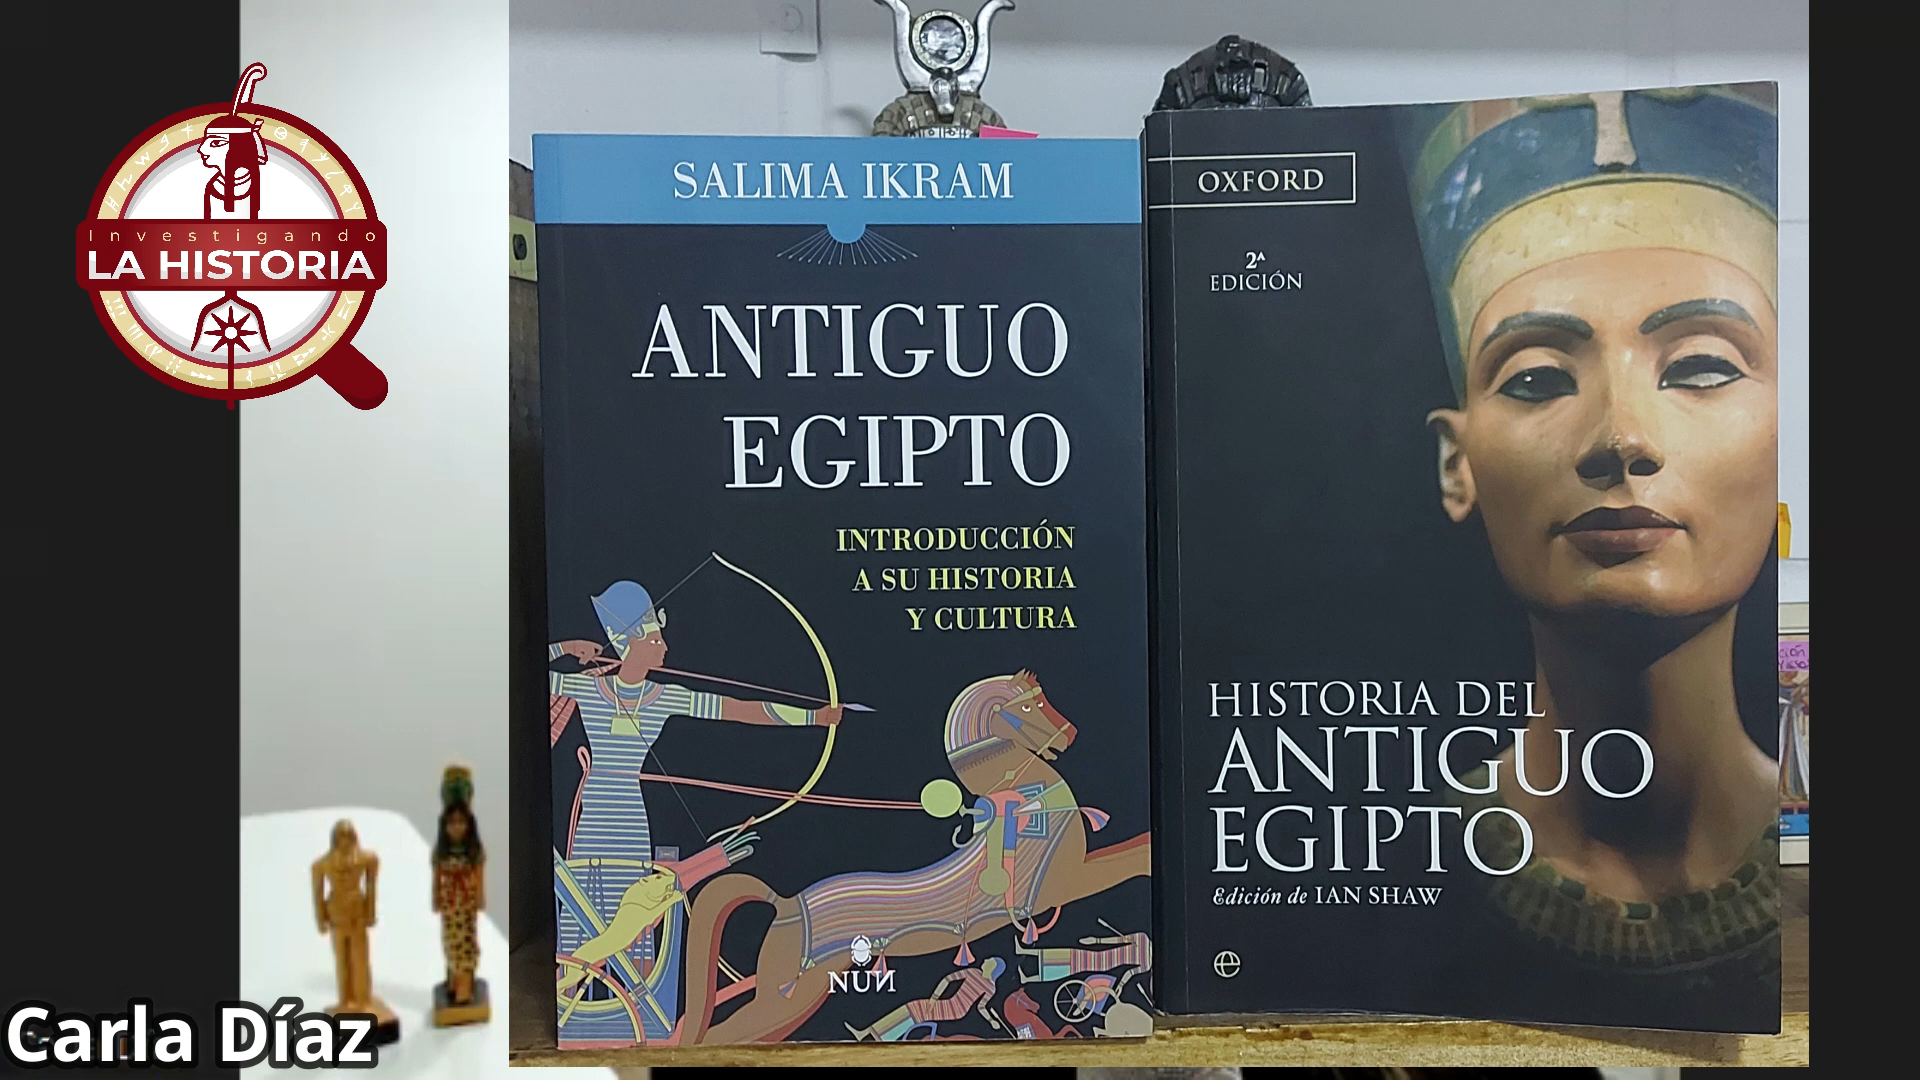 Investigando
LA HISTORIA
SALIMA IKRAM
ANTIGUO
EGIPTO
INTRODUCCIÓN
A SU HISTORIA
Y CULTURA
NUN
OXFORD
2ª
EDICIÓN
HISTORIA DEL
ANTIGUO
EGIPTO
Edición de IAN SHAW
Carla Díaz